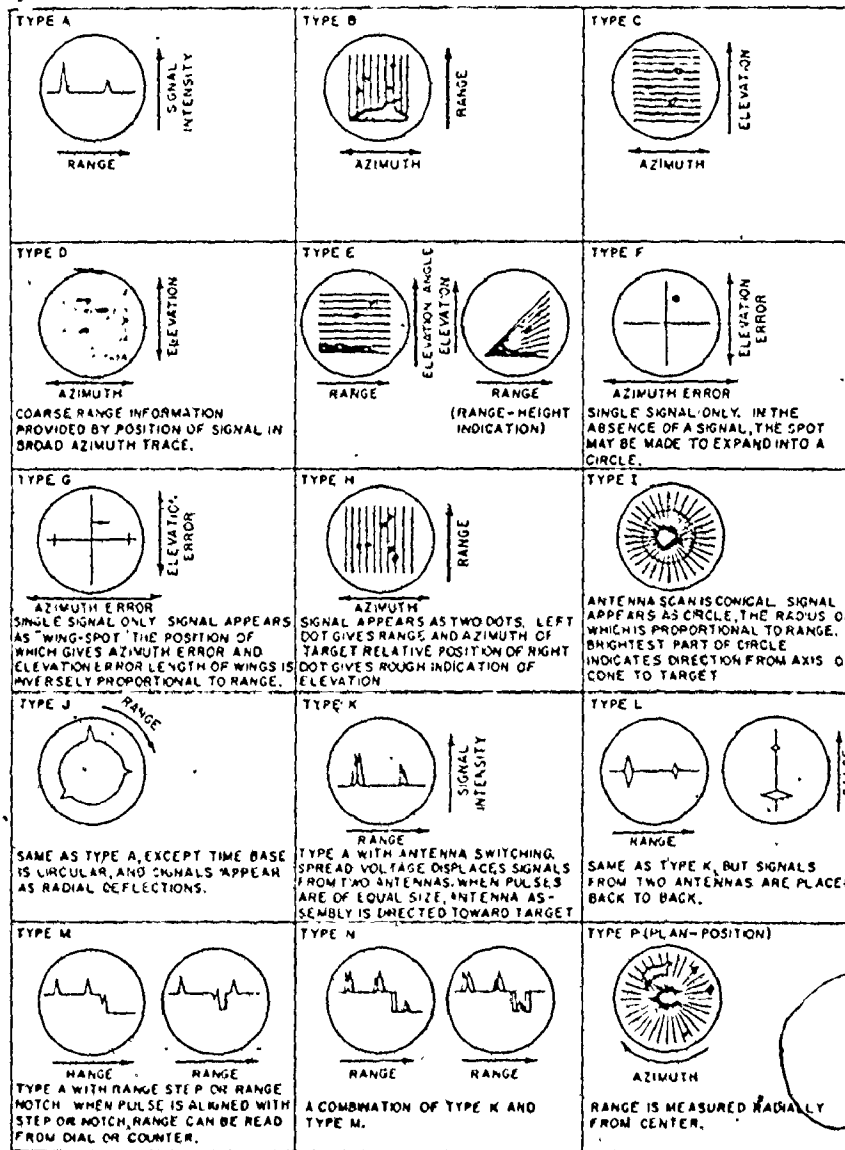 TYPE A
SIGNAL
INTENSITY
RANGE
TYPE B
RANGE
AZIMUTH
TYPE C
ELEVATION
AZIMUTH
TYPE D
ELEVATION
AZIMUTH
COARSE RANGE INFORMATION
PROVIDED BY POSITION OF SIGNAL IN
BROAD AZIMUTH TRACE.
TYPE E
ELEVATION ANGLE
ELEVATION
RANGE
RANGE
(RANGE-HEIGHT
INDICATION)
TYPE F
ELEVATION
ERROR
AZIMUTH ERROR
SINGLE SIGNAL ONLY. IN THE
ABSENCE OF A SIGNAL, THE SPOT
MAY BE MADE TO EXPAND INTO A
CIRCLE.
TYPE G
ERROR
AZIMUTH ERROR
SINGLE SIGNAL ONLY SIGNAL APPEARS
AS "WING-SPOT" THE POSITION OF
WHICH GIVES AZIMUTH ERROR AND
ELEVATION ERROR LENGTH OF WINGS IS
INVERSELY PROPORTIONAL TO RANGE.
TYPE H
RANGE
AZIMUTH
SIGNAL APPEARS AS TWO DOTS. LEFT
DOT GIVES RANGE AND AZIMUTH OF
TARGET RELATIVE POSITION OF RIGHT
DOT GIVES ROUGH INDICATION OF
ELEVATION
TYPE I
ANTENNA SCAN IS CONICAL. SIGNAL
APPEARS AS CIRCLE, THE RADIUS O
WHICH IS PROPORTIONAL TO RANGE.
BRIGHTEST PART OF CIRCLE
INDICATES DIRECTION FROM AXIS O
CONE TO TARGET
TYPE J
RANGE
SAME AS TYPE A, EXCEPT TIME BASE
IS CIRCULAR, AND SIGNALS APPEAR
AS RADIAL DEFLECTIONS.
TYPE K
SIGNAL
INTENSITY
RANGE
TYPE A WITH ANTENNA SWITCHING.
SPREAD VOLTAGE DISPLACES SIGNALS
FROM TWO ANTENNAS. WHEN PULSES
ARE OF EQUAL SIZE, ANTENNA AS-
SEMBLY IS DIRECTED TOWARD TARGET
TYPE L
RANGE
SAME AS TYPE K, BUT SIGNALS
FROM TWO ANTENNAS ARE PLACE
BACK TO BACK.
TYPE M
RANGE
RANGE
TYPE A WITH RANGE STEP OR RANGE
NOTCH WHEN PULSE IS ALIGNED WITH
STEP OR NOTCH, RANGE CAN BE READ
FROM DIAL OR COUNTER.
TYPE N
RANGE
RANGE
A COMBINATION OF TYPE K AND
TYPE M.
TYPE P (PLAN-POSITION)
AZIMUTH
RANGE IS MEASURED RADIALLY
FROM CENTER.